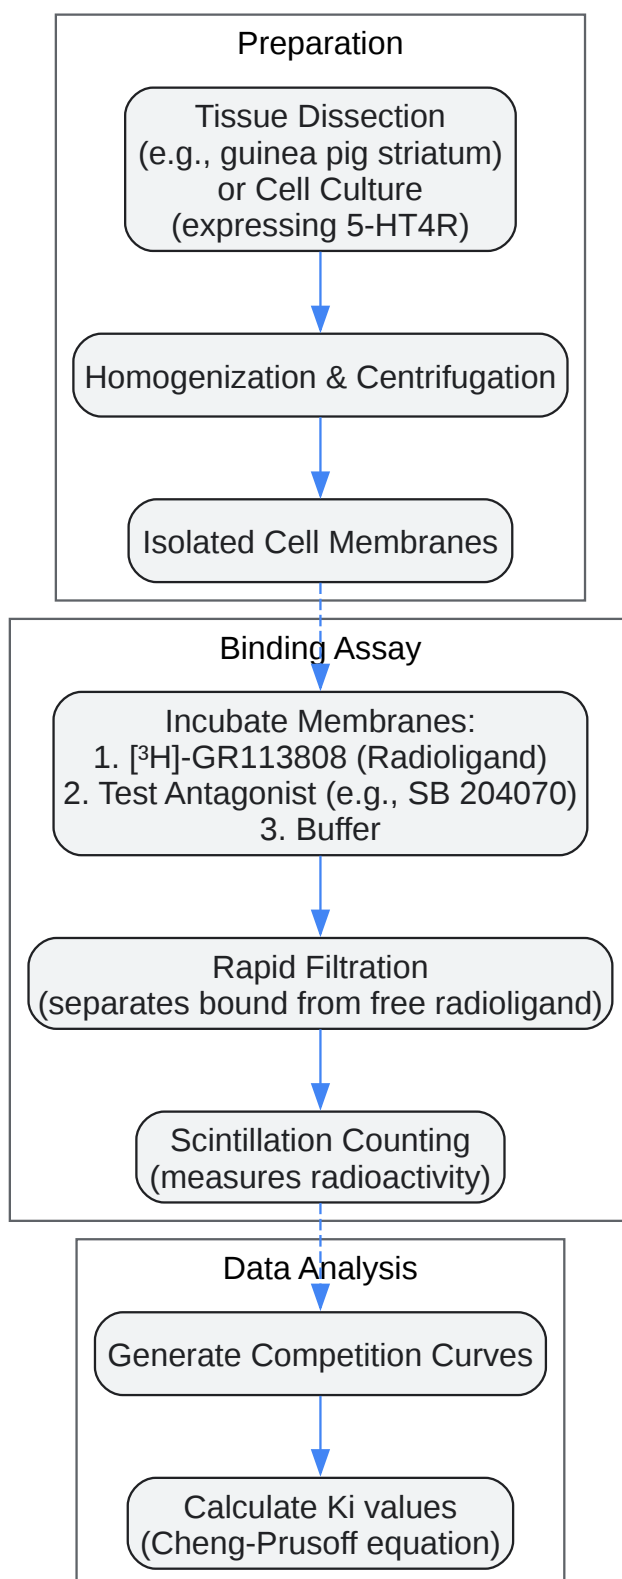 Preparation
Tissue Dissection
(e.g., guinea pig striatum)
or Cell Culture
(expressing 5-HT4R)
Homogenization & Centrifugation
Isolated Cell Membranes
Binding Assay
Incubate Membranes:
1. [³H]-GR113808 (Radioligand)
2. Test Antagonist (e.g., SB 204070)
3. Buffer
Rapid Filtration
(separates bound from free radioligand)
Scintillation Counting
(measures radioactivity)
Data Analysis
Generate Competition Curves
Calculate Ki values
(Cheng-Prusoff equation)